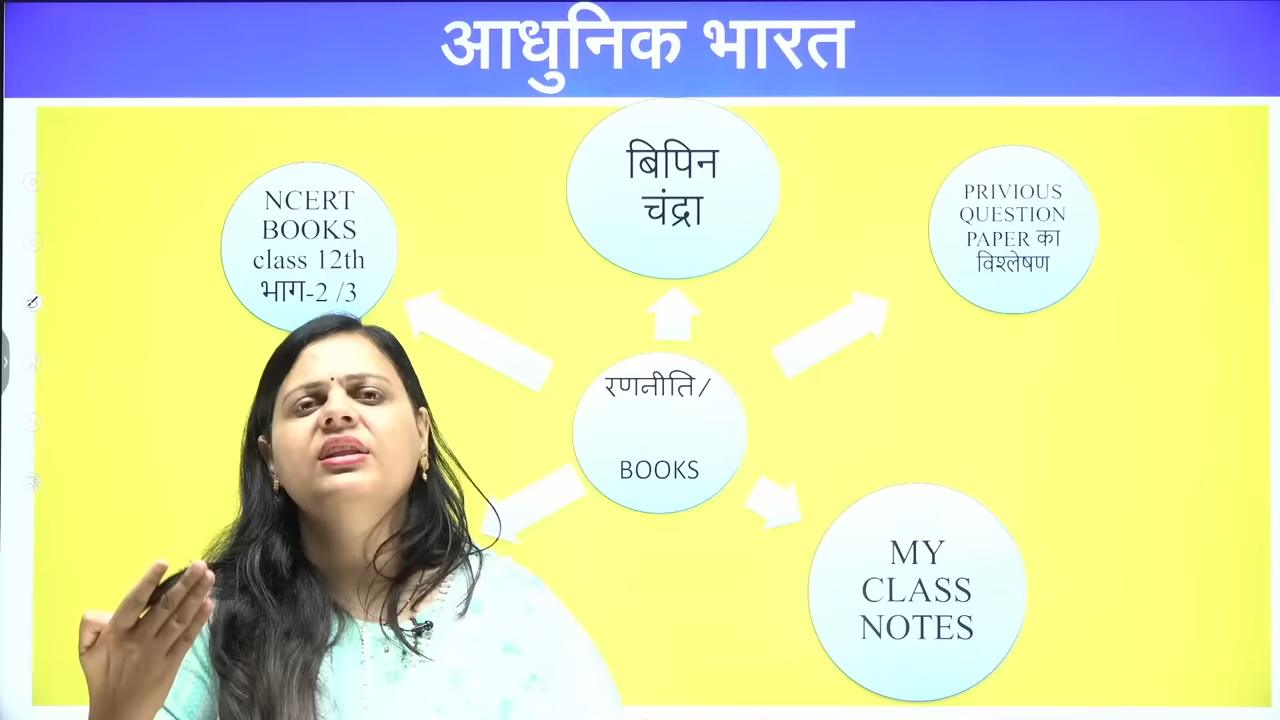 आधुनिक भारत
बिपिन
चंद्रा
NCERT
BOOKS
class 12th
भाग-2 /3
PRIVIOUS
QUESTION
PAPER का
विश्लेषण
रणनीति/
BOOKS
MY
CLASS
NOTES